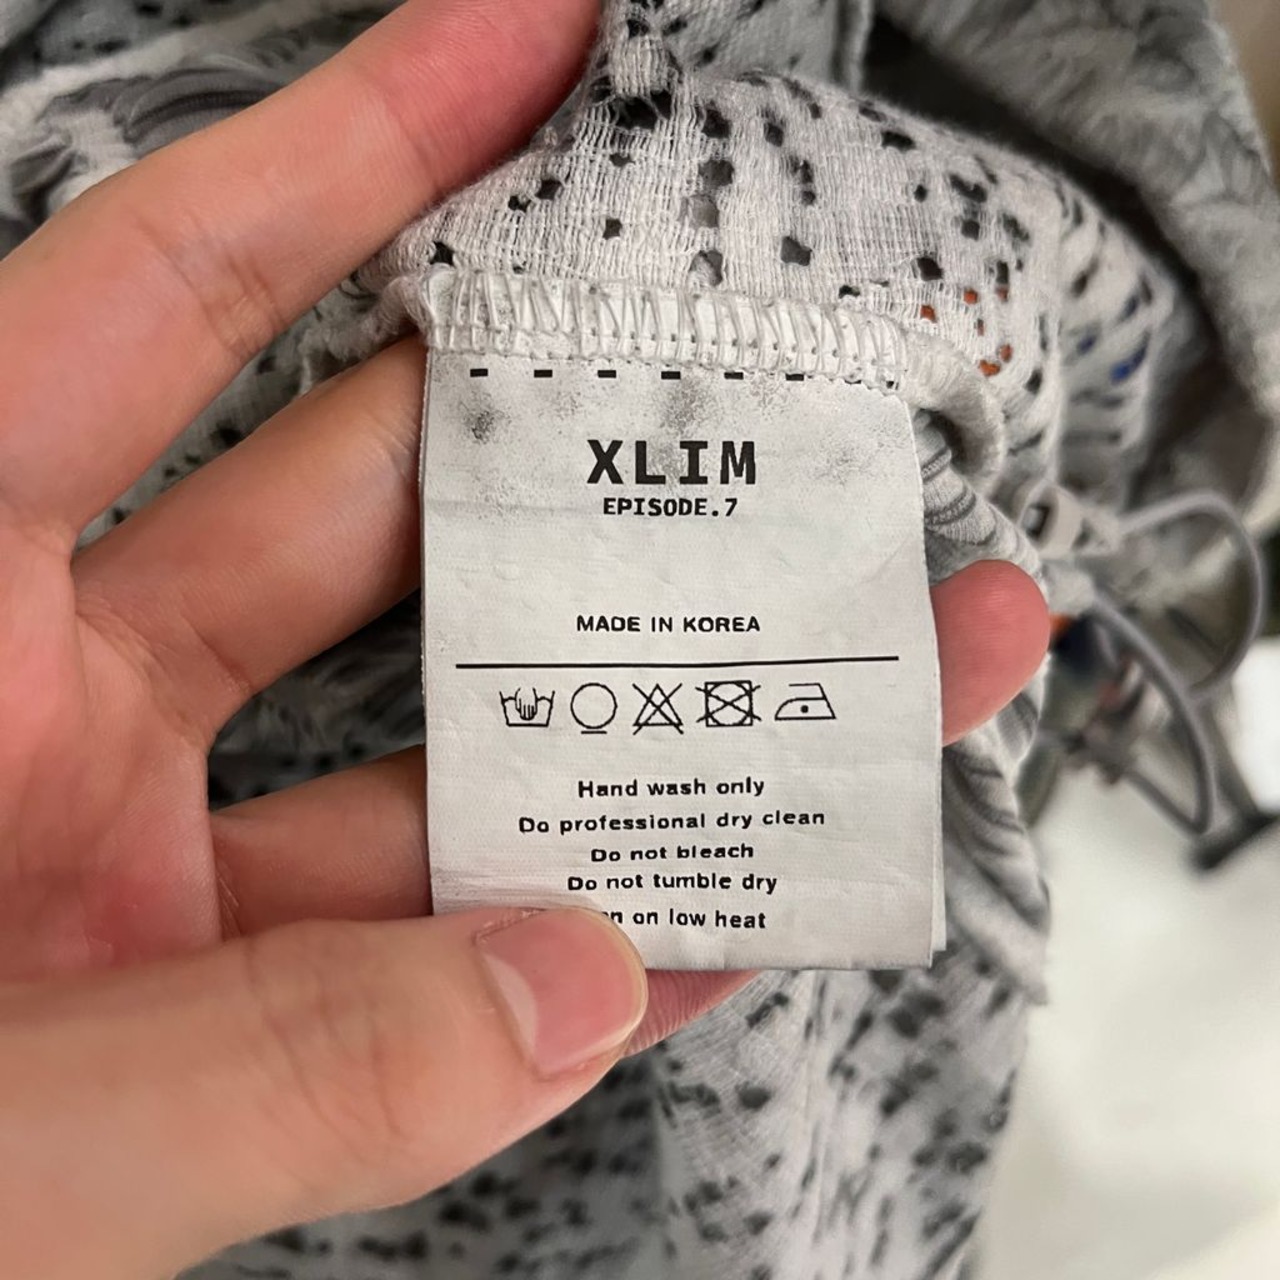 XLIM
EPISODE.7
MADE IN KOREA
Hand wash only
Do professional dry clean
Do not bleach
Do not tumble dry
on low heat